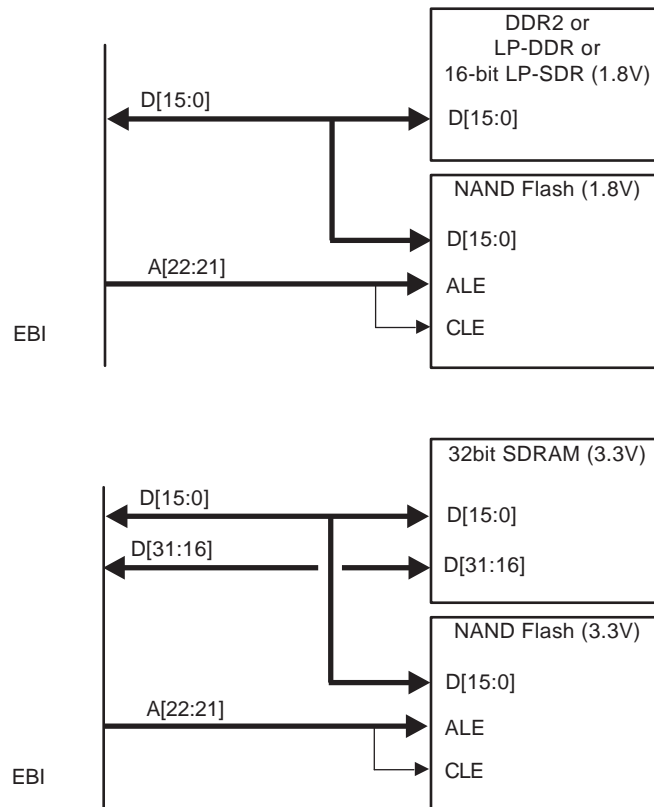 DDR2 or
LP-DDR or
16-bit LP-SDR (1.8V)
D[15:0]
D[15:0]
NAND Flash (1.8V)
D[15:0]
A[22:21]
ALE
EBI
CLE
32bit SDRAM (3.3V)
D[15:0]
D[15:0]
D[31:16]
D[31:16]
NAND Flash (3.3V)
D[15:0]
A[22:21]
ALE
EBI
CLE